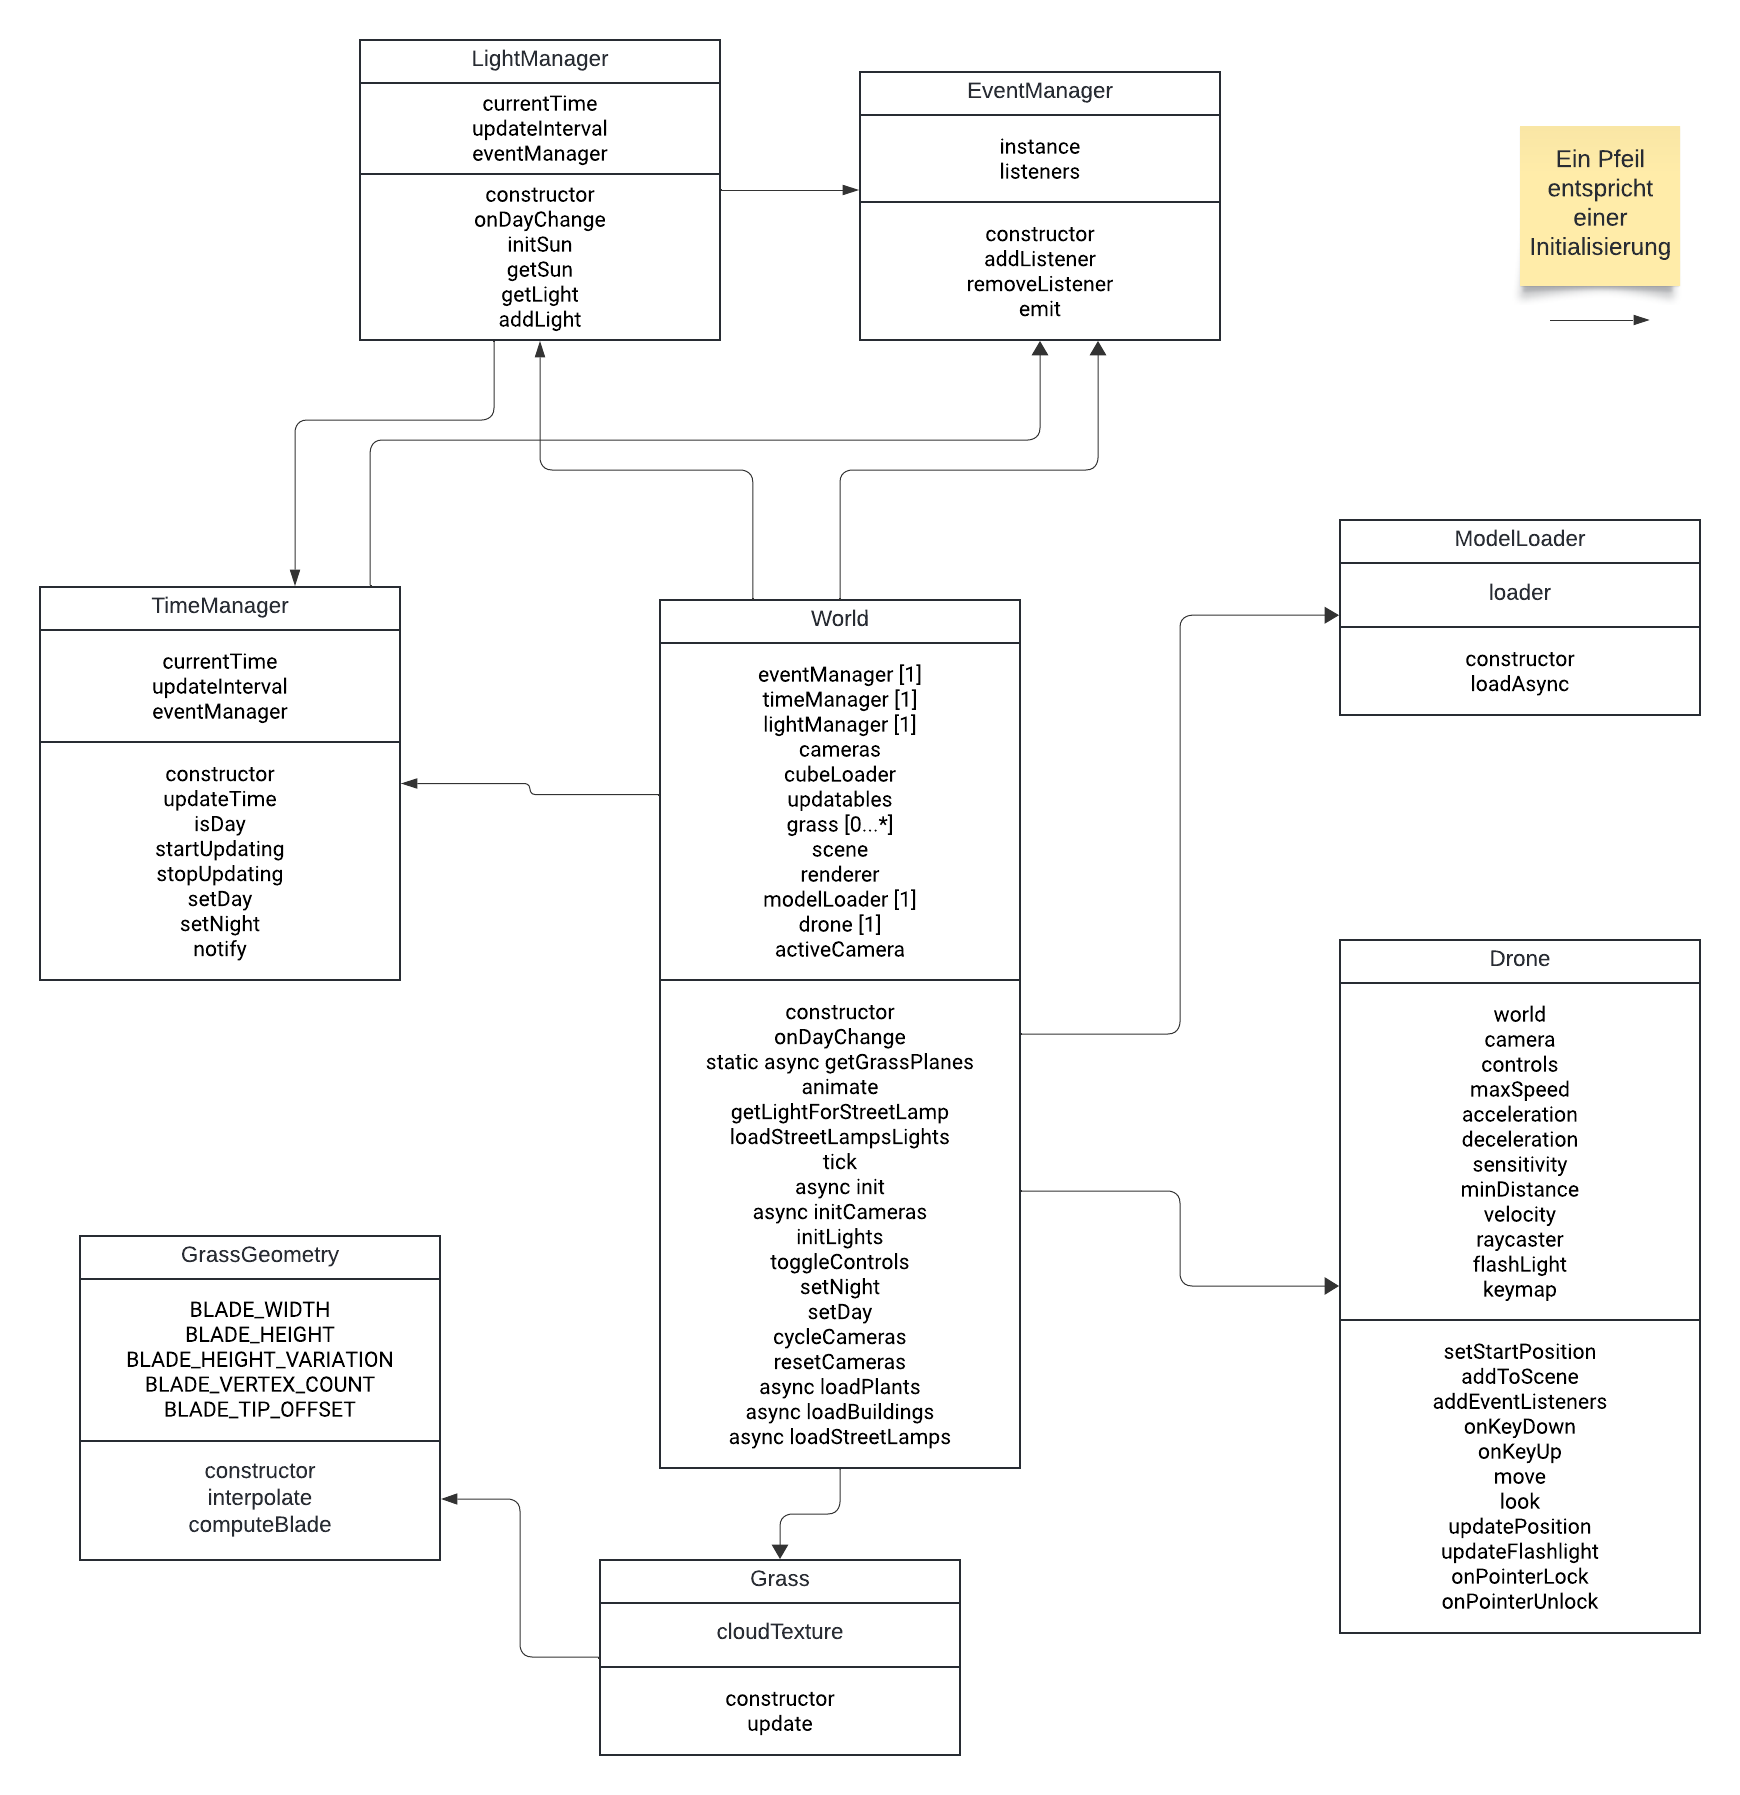 LightManager
currentTime
updateInterval
eventManager
constructor
onDayChange
initSun
getSun
getLight
addLight
EventManager
instance
listeners
constructor
addListener
removeListener
emit
Ein Pfeil
entspricht
einer
Initialisierung
TimeManager
currentTime
updateInterval
eventManager
constructor
updateTime
isDay
startUpdating
stopUpdating
setDay
setNight
notify
World
eventManager [1]
timeManager [1]
lightManager [1]
cameras
cubeLoader
updatables
grass [0...*]
scene
renderer
modelLoader [1]
drone [1]
activeCamera
constructor
onDayChange
static async getGrassPlanes
animate
getLightForStreetLamp
loadStreetLampsLights
tick
async init
async initCameras
initLights
toggleControls
setNight
setDay
cycleCameras
resetCameras
async loadPlants
async loadBuildings
async loadStreetLamps
ModelLoader
loader
constructor
loadAsync
Drone
world
camera
controls
maxSpeed
acceleration
deceleration
sensitivity
minDistance
velocity
raycaster
flashLight
keymap
setStartPosition
addToScene
addEventListeners
onKeyDown
onKeyUp
move
look
updatePosition
updateFlashlight
onPointerLock
onPointerUnlock
GrassGeometry
BLADE_WIDTH
BLADE_HEIGHT
BLADE_HEIGHT_VARIATION
BLADE_VERTEX_COUNT
BLADE_TIP_OFFSET
constructor
interpolate
computeBlade
Grass
cloudTexture
constructor
update